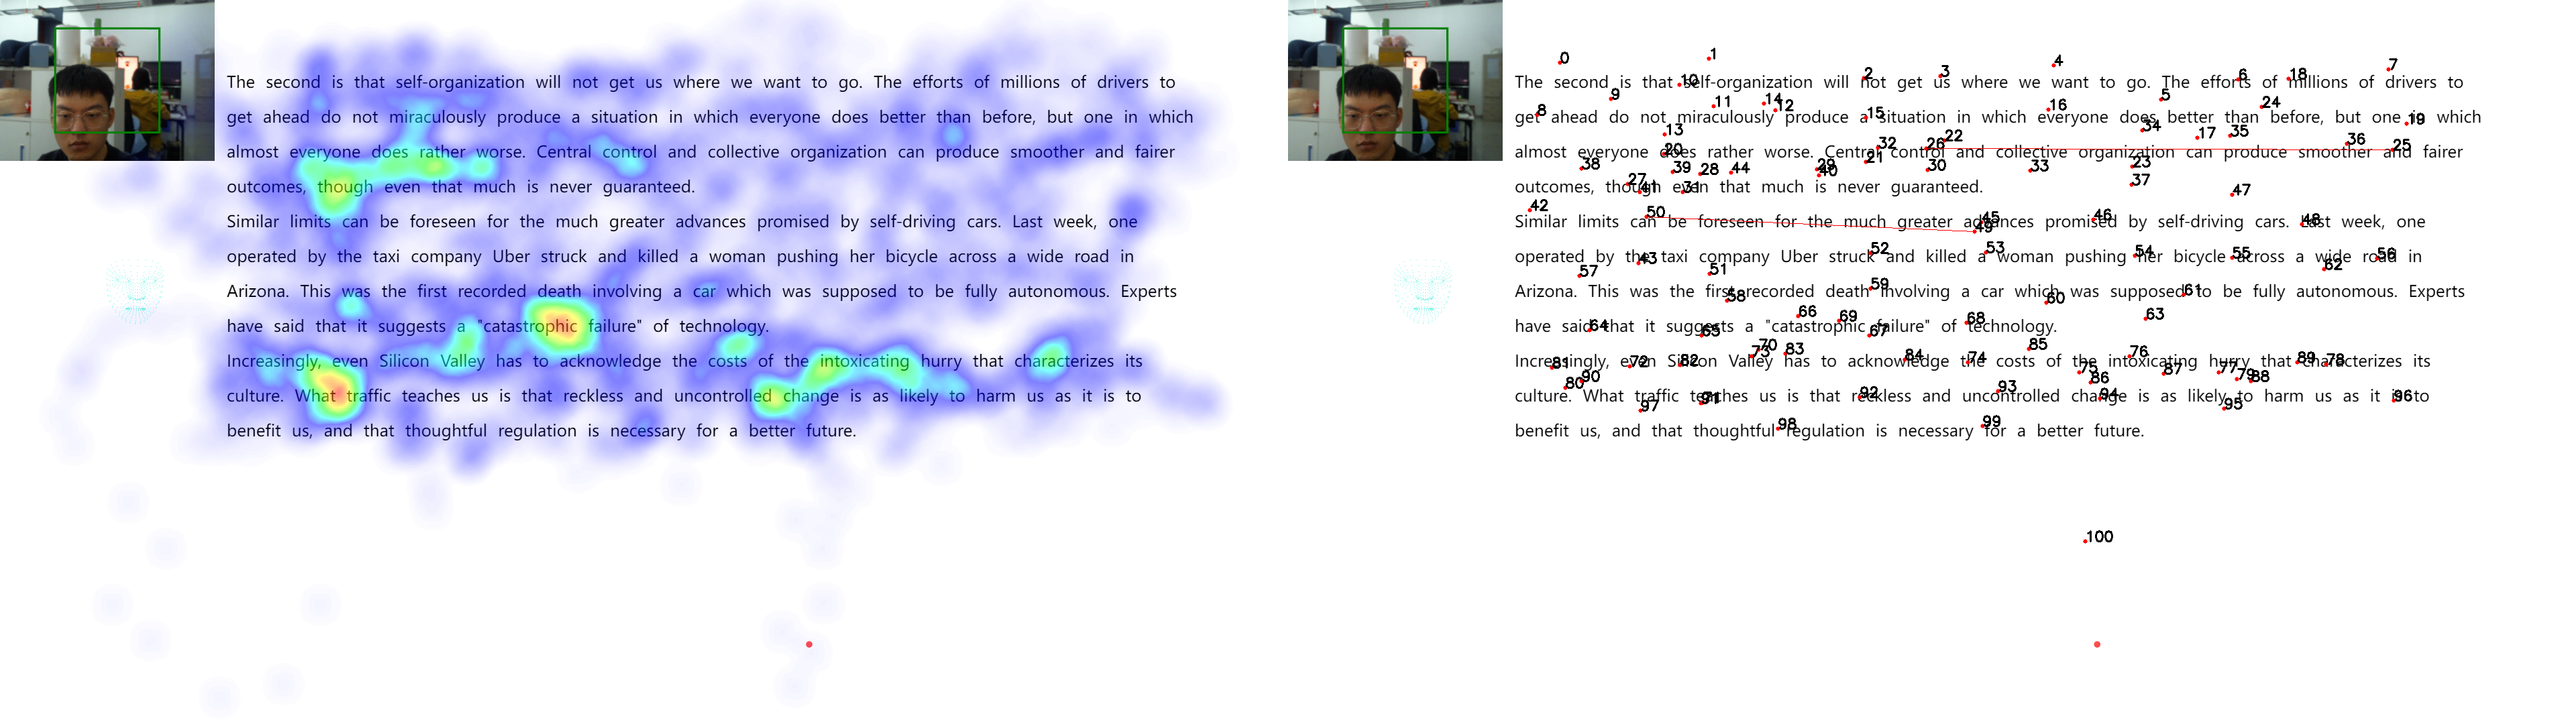 The second is that self-organization will not get us where we want to go. The efforts of millions of drivers to
get ahead do not miraculously produce a situation in which everyone does better than before, but one in which
almost everyone does rather worse. Central control and collective organization can produce smoother and fairer
outcomes, though even that much is never guaranteed.
Similar limits can be foreseen for the much greater advances promised by self-driving cars. Last week, one
operated by the taxi company Uber struck and killed a woman pushing her bicycle across a wide road in
Arizona. This was the first recorded death involving a car which was supposed to be fully autonomous. Experts
have said that it suggests a "catastrophic failure" of technology.
Increasingly, even Silicon Valley has to acknowledge the costs of the intoxicating hurry that characterizes its
culture. What traffic teaches us is that reckless and uncontrolled change is as likely to harm us as it is to
benefit us, and that thoughtful regulation is necessary for a better future.
0 1 2 3 4 5 6 18 7
The second is that self-organization will not get us where we want to go. The efforts of millions of drivers to
8 9 10 11 14 12 15 16 24 19
get ahead do not miraculously produce a situation in which everyone does better than before, but one in which
13 20 32 21 26 22 34 17 35 36 25
almost everyone does rather worse. Central control and collective organization can produce smoother and fairer
38 27 41 39 31 28 44 29 40 30 33 23 37 47
outcomes, though even that much is never guaranteed.
42 50 45 49 46 48
Similar limits can be foreseen for the much greater advances promised by self-driving cars. Last week, one
43 51 52 53 54 55 62 56
operated by the taxi company Uber struck and killed a woman pushing her bicycle across a wide road in
57 58 59 60 61
Arizona. This was the first recorded death involving a car which was supposed to be fully autonomous. Experts
64 65 66 69 67 68 63
have said that it suggests a "catastrophic failure" of technology.
81 72 82 73 70 83 84 74 85 75 76 87 77 89 78
Increasingly, even Silicon Valley has to acknowledge the costs of the intoxicating hurry that characterizes its
80 90 71 91 92 93 86 94 79 88 96
culture. What traffic teaches us is that reckless and uncontrolled change is as likely to harm us as it is to
97 98 99 95
benefit us, and that thoughtful regulation is necessary for a better future.
100